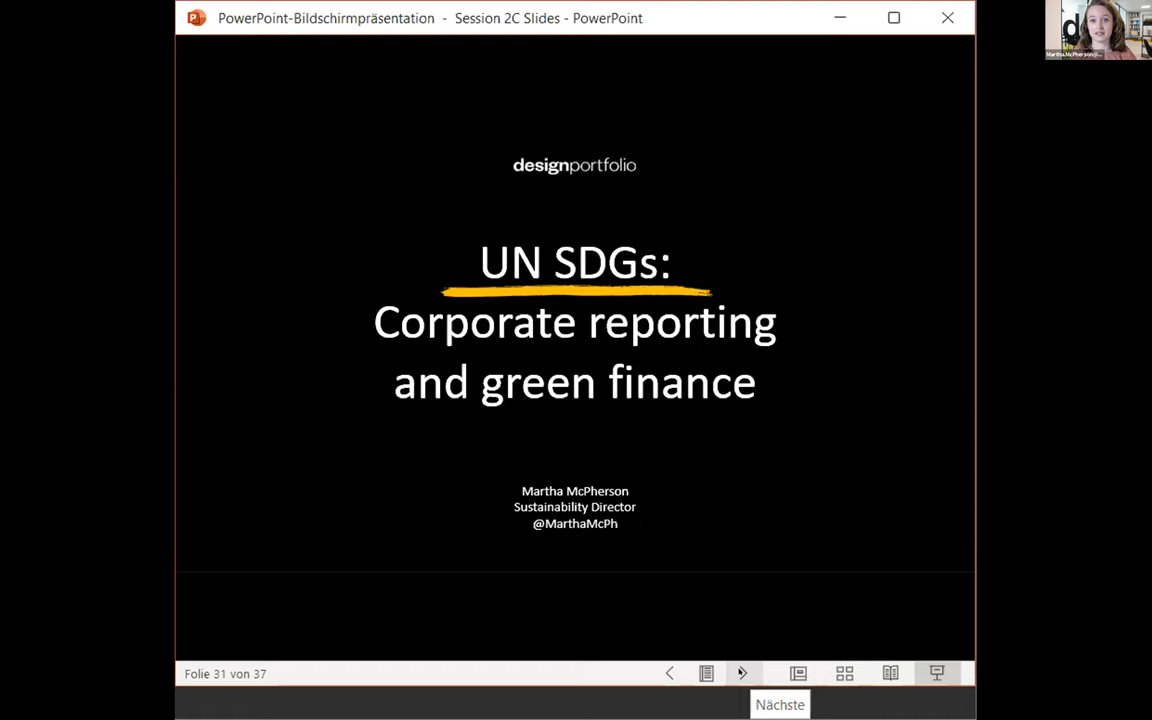 PowerPoint-Bildschirmpräsentation - Session 2C Slides - PowerPoint
designportfolio
UN SDGs:
Corporate reporting
and green finance
Martha McPherson
Sustainability Director
@MarthaMcPh
Folie 31 von 37
Nächste